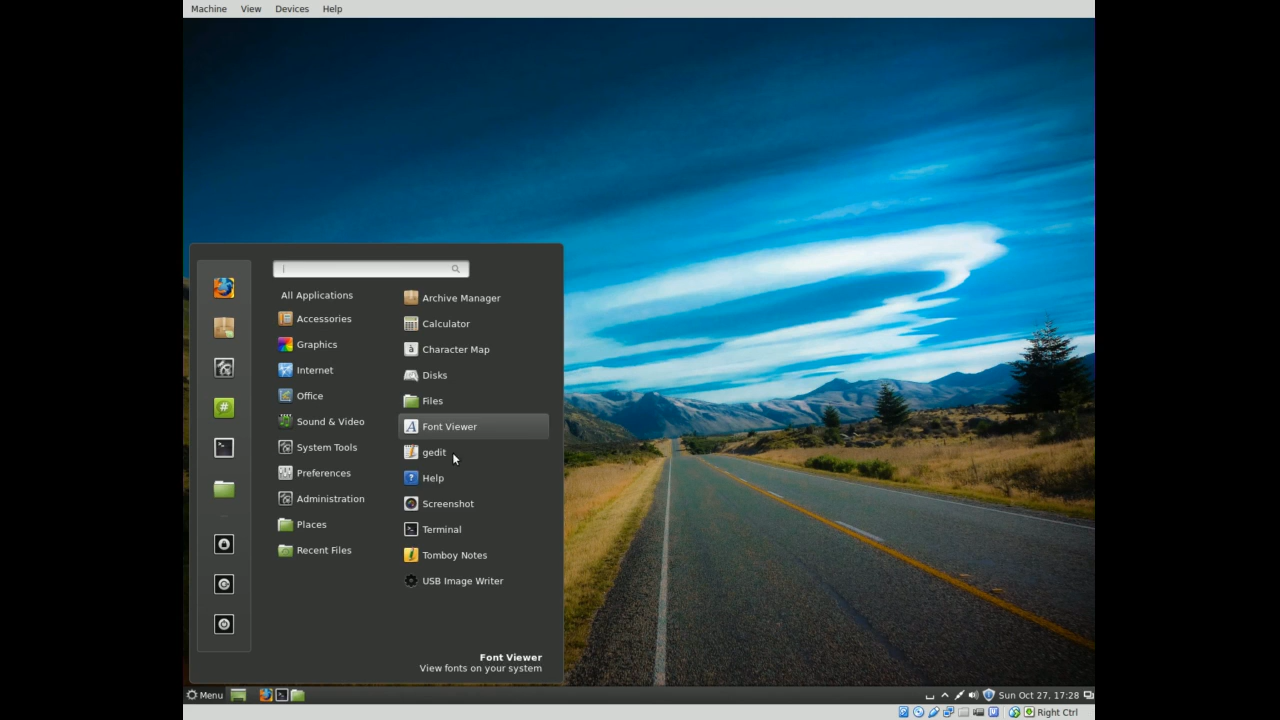 Machine View Devices Help
All Applications
Accessories
Graphics
Internet
Office
Sound & Video
System Tools
Preferences
Administration
Places
Recent Files
Archive Manager
Calculator
Character Map
Disks
Files
Font Viewer
gedit
Help
Screenshot
Terminal
Tomboy Notes
USB Image Writer
Font Viewer
View fonts on your system
Menu
Sun Oct 27, 17:28
Right Ctrl